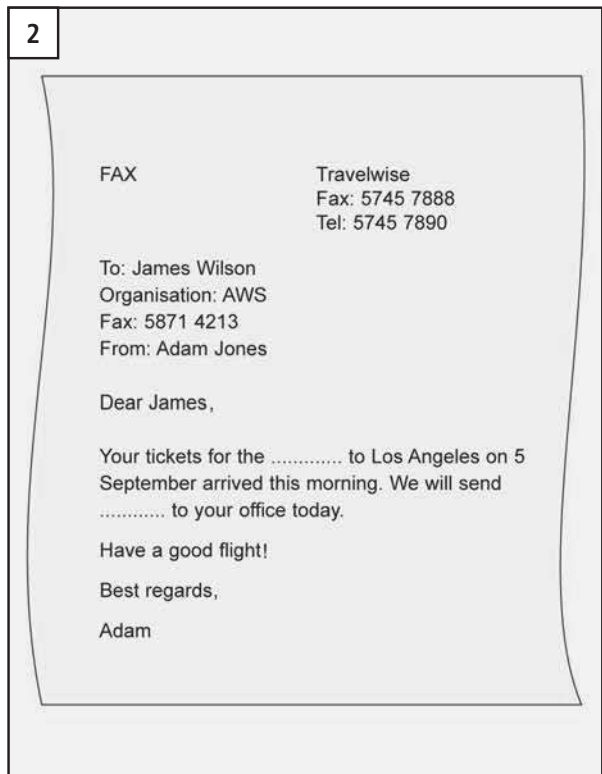 2
FAX
Travelwise
Fax: 5745 7888
Tel: 5745 7890
To: James Wilson
Organisation: AWS
Fax: 5871 4213
From: Adam Jones
Dear James,
Your tickets for the ............. to Los Angeles on 5
September arrived this morning. We will send
............ to your office today.
Have a good flight!
Best regards,
Adam